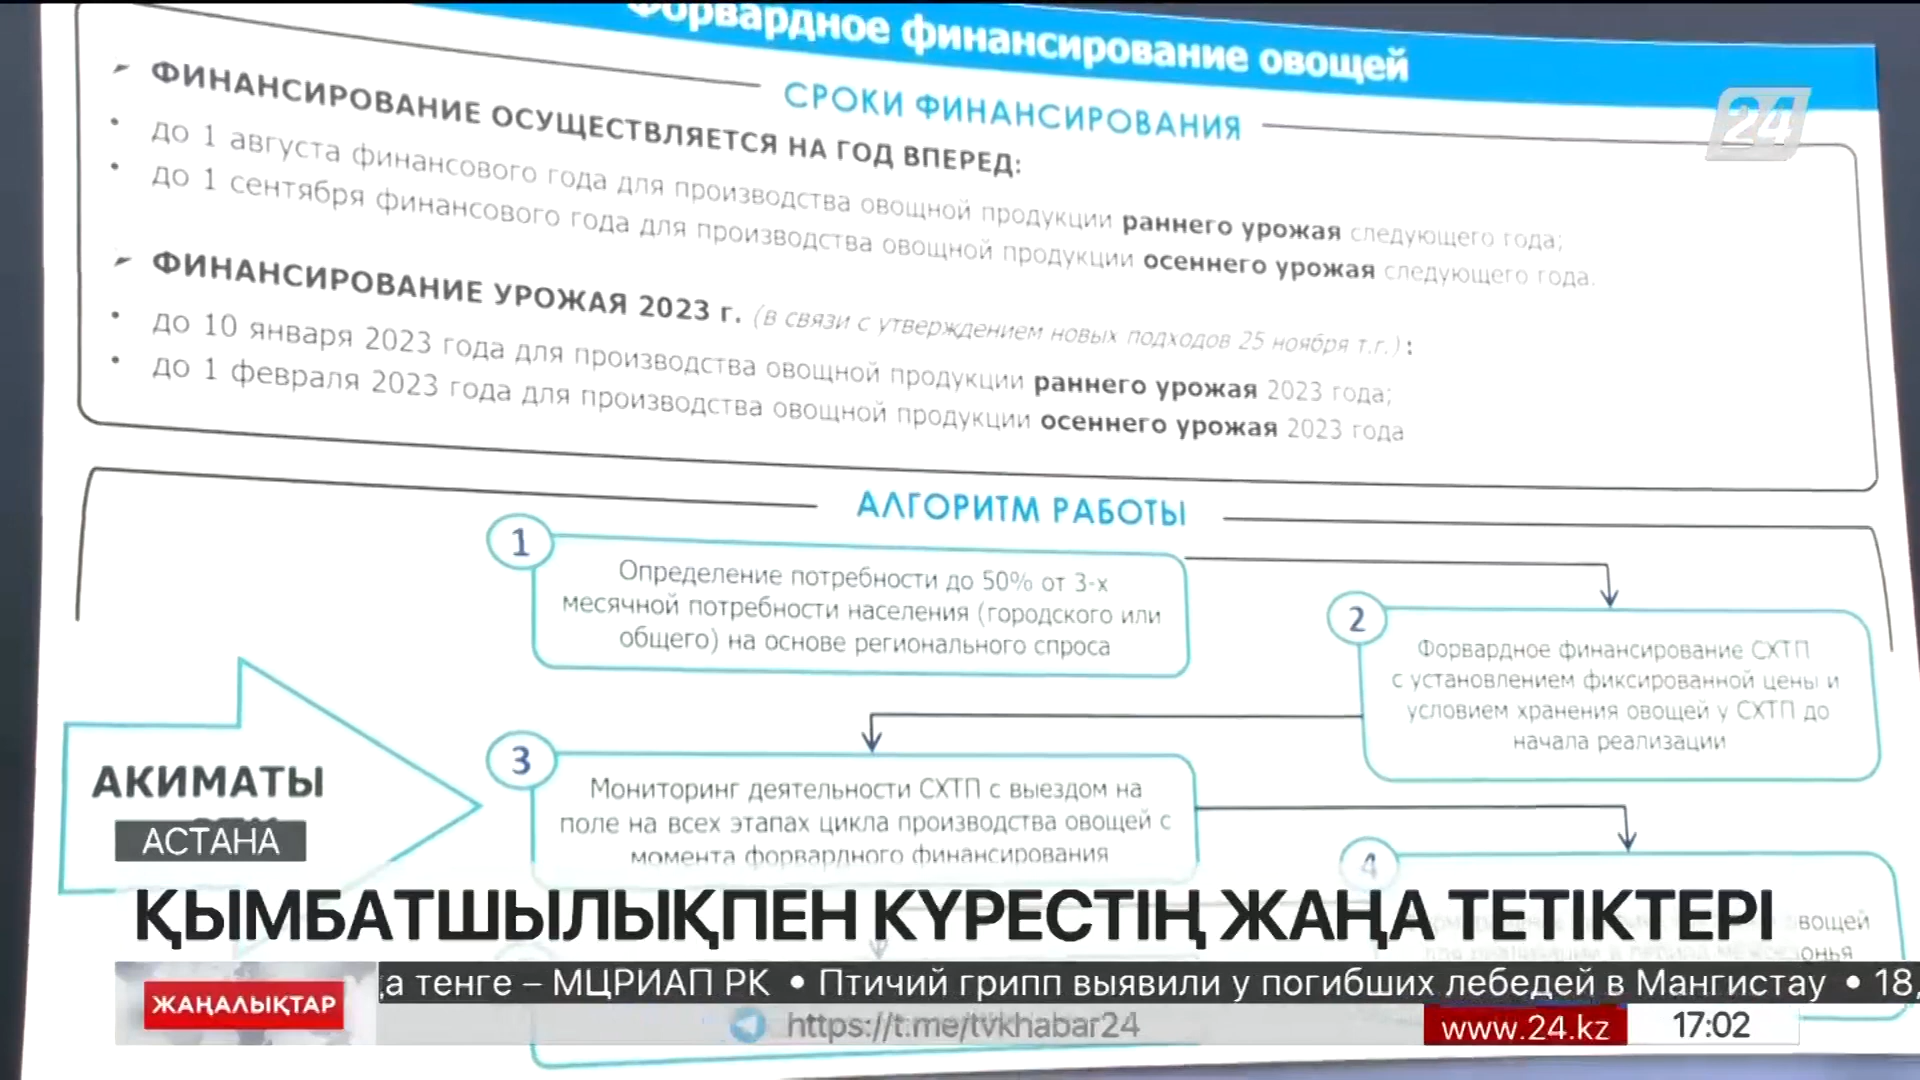 Форвардное финансирование овощей
СРОКИ ФИНАНСИРОВАНИЯ
24
ФИНАНСИРОВАНИЕ ОСУЩЕСТВЛЯЕТСЯ НА ГОД ВПЕРЕД:
• до 1 августа финансового года для производства овощной продукции раннего урожая следующего года;
• до 1 сентября финансового года для производства овощной продукции осеннего урожая следующего года.
ФИНАНСИРОВАНИЕ УРОЖАЯ 2023 г. (в связи с утверждением новых подходов 25 ноября т.г.) :
• до 10 января 2023 года для производства овощной продукции раннего урожая 2023 года;
• до 1 февраля 2023 года для производства овощной продукции осеннего урожая 2023 года
АЛГОРИТМ РАБОТЫ
1
Определение потребности до 50% от 3-х
месячной потребности населения (городского или
общего) на основе регионального спроса
2
Форвардное финансирование СХТП
с установлением фиксированной цены и
условием хранения овощей у СХТП до
начала реализации
3
Мониторинг деятельности СХТП с выездом на
поле на всех этапах цикла производства овощей с
момента форвардного финансирования
4
овощей
АКИМАТЫ
АСТАНА
ҚЫМБАТШЫЛЫҚПЕН КҮРЕСТІҢ ЖАҢА ТЕТІКТЕРІ
ЖАҢАЛЫҚТАР
а тенге – МЦРИАП РК • Птичий грипп выявили у погибших лебедей в Мангистау • 18,
https://t.me/tvkhabar24
www.24.kz
17:02